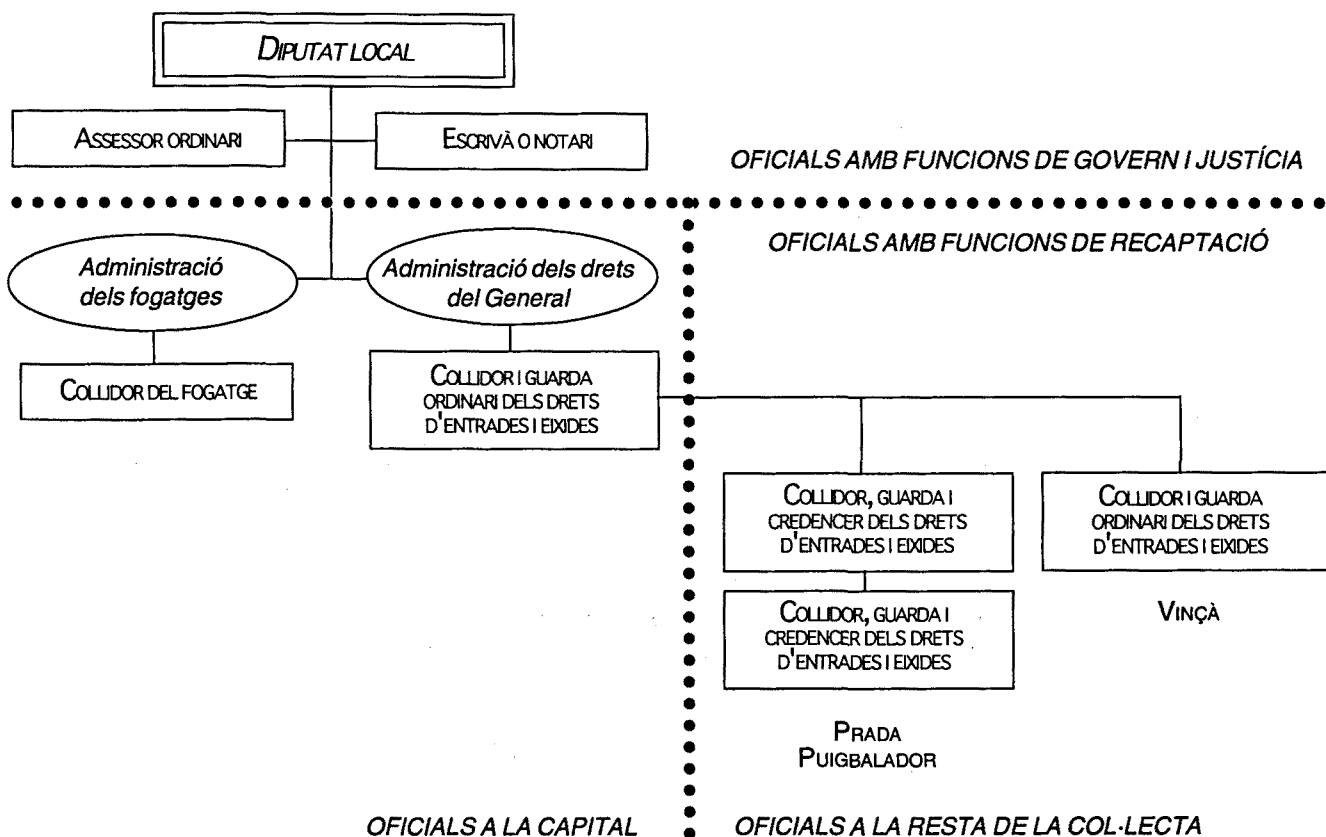 DIPUTAT LOCAL
ASSESSOR ORDINARI
ESCRIVÀ O NOTARI
OFICIALS AMB FUNCIONS DE GOVERN I JUSTÍCIA
OFICIALS AMB FUNCIONS DE RECAPTACIÓ
Administració
dels fogatges
Administració dels drets
del General
COLLIDOR DEL FOGATGE
COLLIDOR I GUARDA
ORDINARI DELS DRETS
D'ENTRADES I EIXIDES
COLLIDOR, GUARDA I
CREDENCER DELS DRETS
D'ENTRADES I EIXIDES
COLLIDOR I GUARDA
ORDINARI DELS DRETS
D'ENTRADES I EIXIDES
COLLIDOR, GUARDA I
CREDENCER DELS DRETS
D'ENTRADES I EIXIDES
VINÇÀ
PRADA
PUIGBALADOR
OFICIALS A LA CAPITAL
OFICIALS A LA RESTA DE LA COL·LECTA